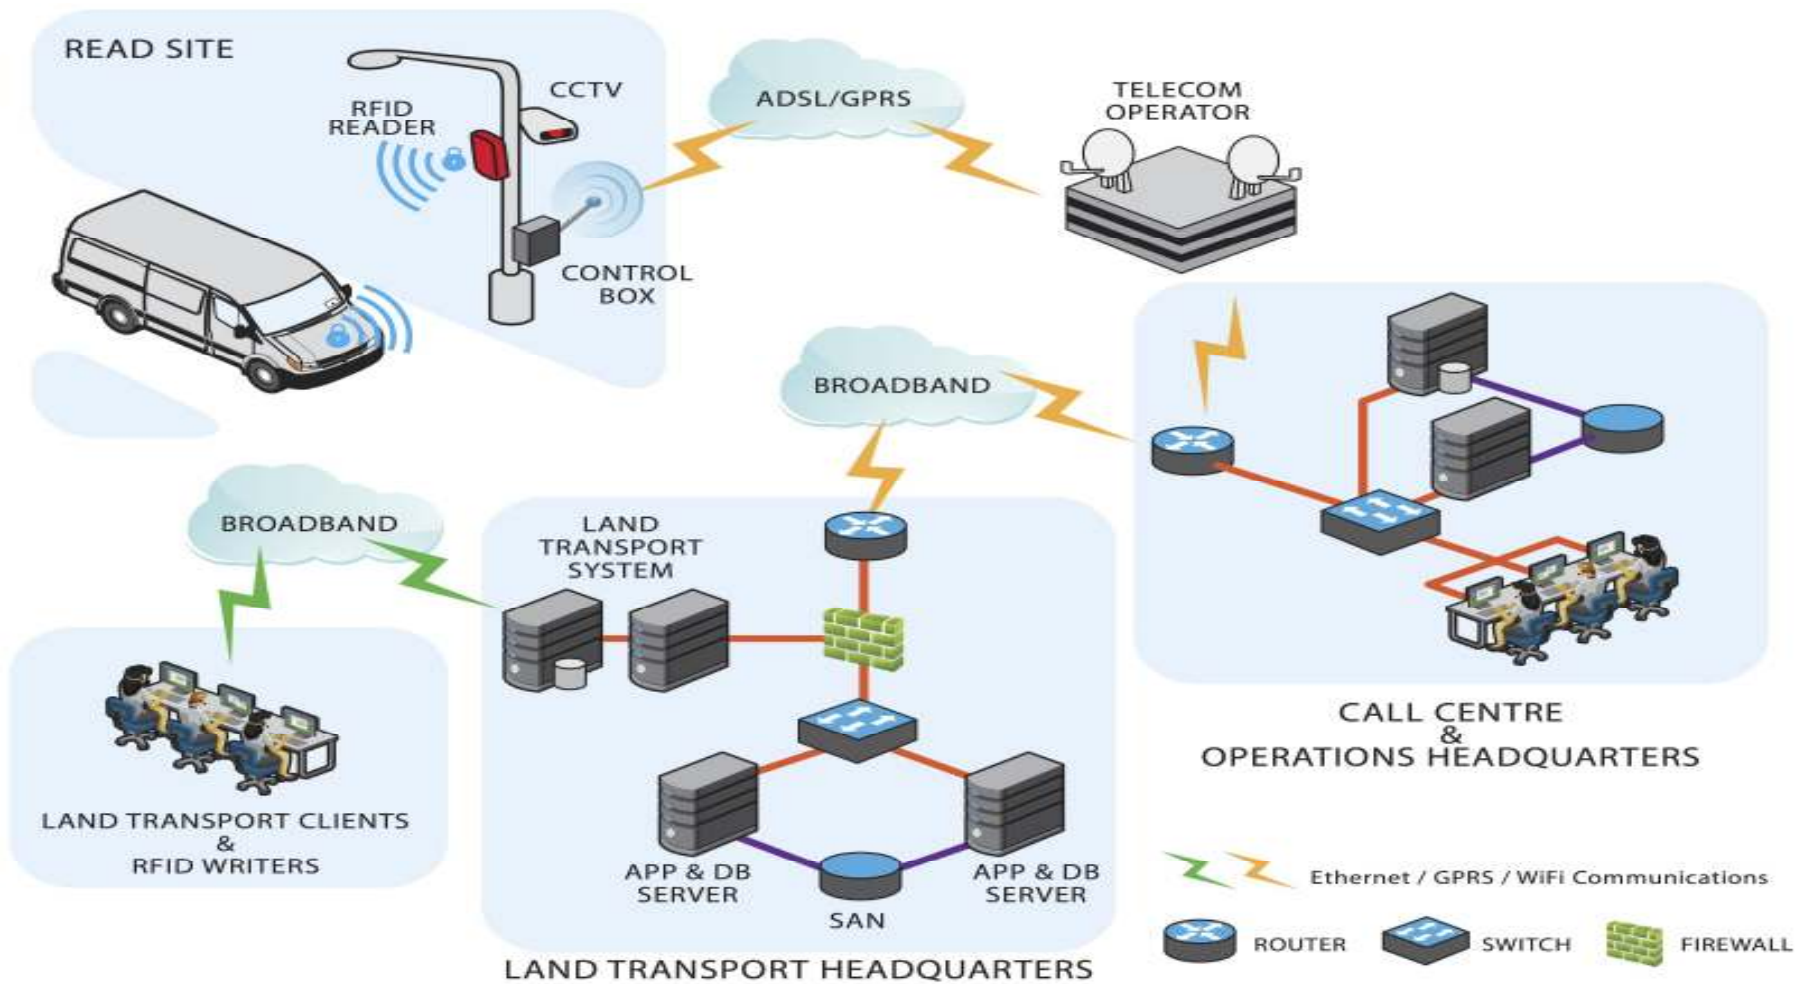 READ SITE
CCTV
RFID
READER
CONTROL
BOX
ADSL/GPRS
TELECOM
OPERATOR
BROADBAND
BROADBAND
LAND
TRANSPORT
SYSTEM
LAND TRANSPORT CLIENTS
&
RFID WRITERS
APP & DB
SERVER
SAN
APP & DB
SERVER
LAND TRANSPORT HEADQUARTERS
CALL CENTRE
&
OPERATIONS HEADQUARTERS
Ethernet / GPRS / WiFi Communications
ROUTER
SWITCH
FIREWALL